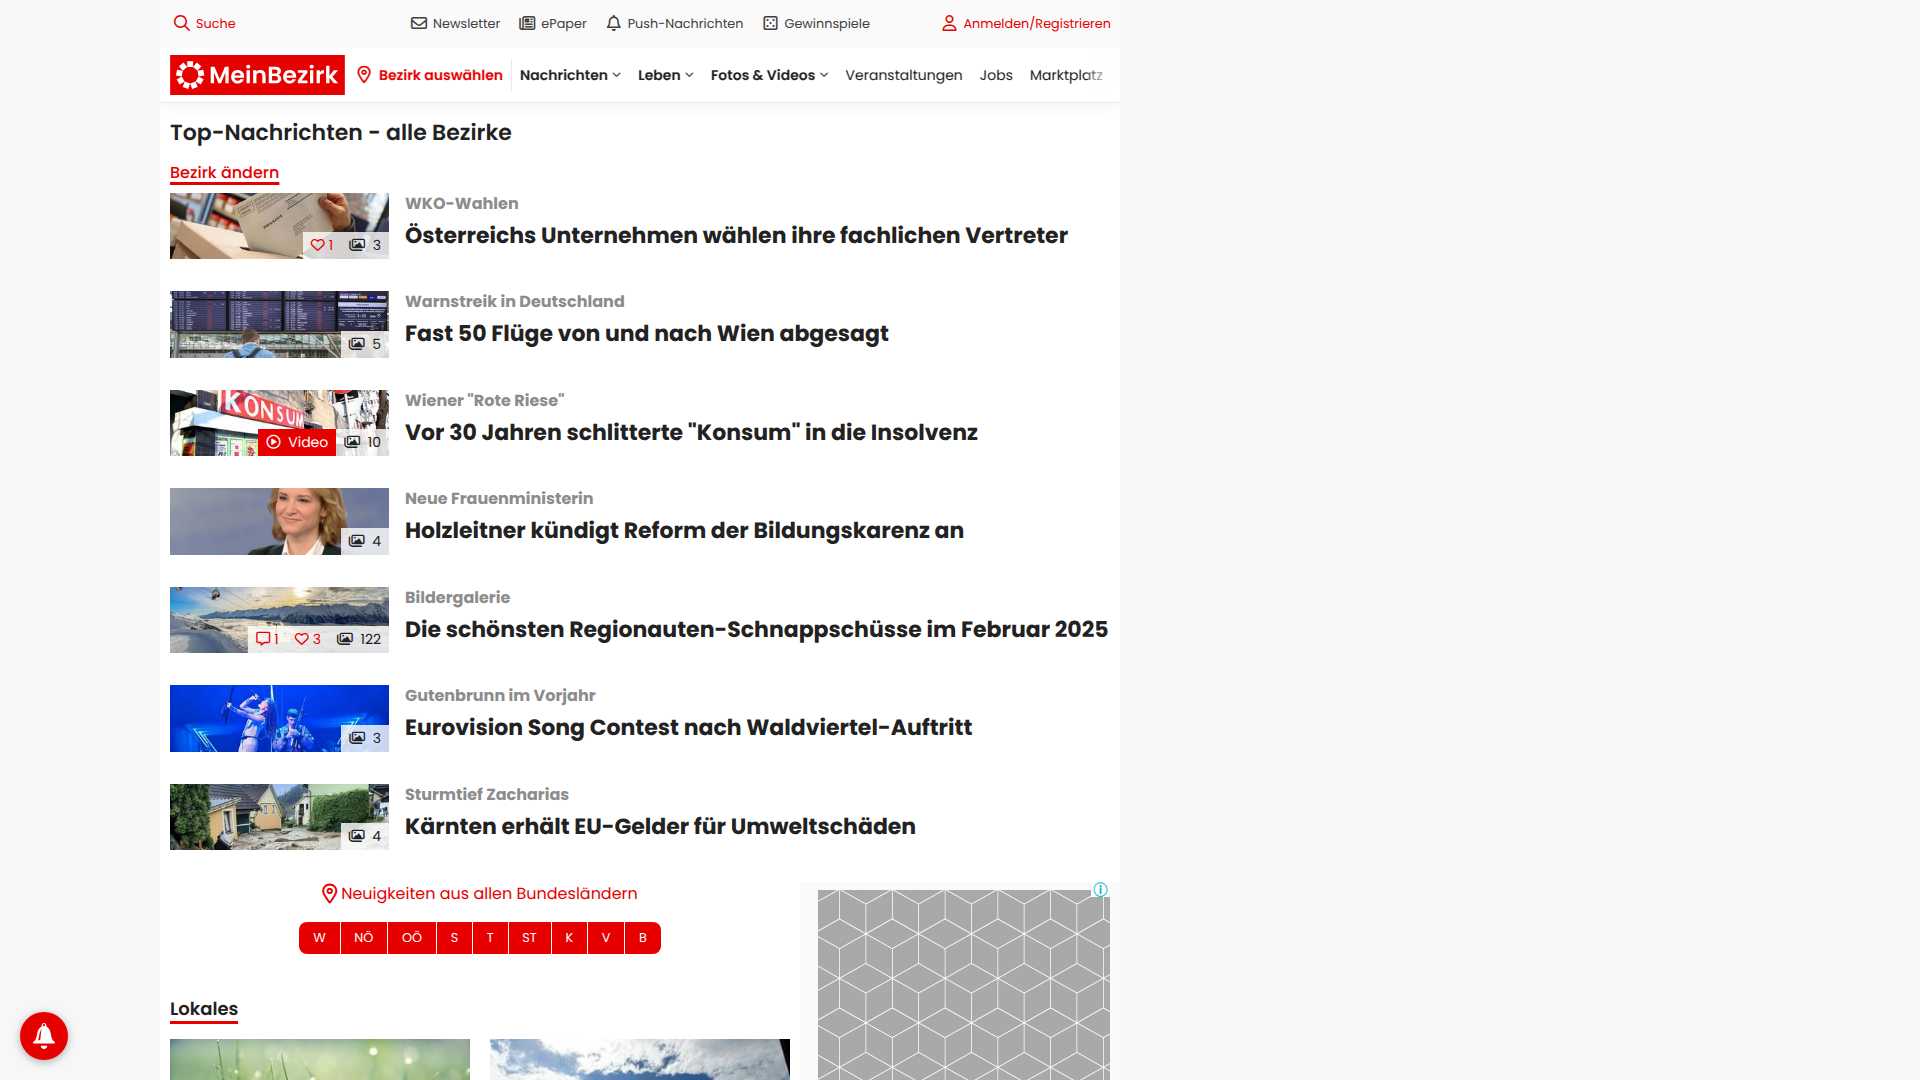 Suche
Newsletter
ePaper
Push-Nachrichten
Gewinnspiele
Anmelden/Registrieren
MeinBezirk
Bezirk auswählen
Nachrichten
Leben
Fotos & Videos
Veranstaltungen
Jobs
Marktplatz
Top-Nachrichten - alle Bezirke
Bezirk ändern
1 3
WKO-Wahlen
Österreichs Unternehmen wählen ihre fachlichen Vertreter
5
Warnstreik in Deutschland
Fast 50 Flüge von und nach Wien abgesagt
KONSUM
Video 10
Wiener "Rote Riese"
Vor 30 Jahren schlitterte "Konsum" in die Insolvenz
4
Neue Frauenministerin
Holzleitner kündigt Reform der Bildungskarenz an
1 3 122
Bildergalerie
Die schönsten Regionauten-Schnappschüsse im Februar 2025
3
Gutenbrunn im Vorjahr
Eurovision Song Contest nach Waldviertel-Auftritt
4
Sturmtief Zacharias
Kärnten erhält EU-Gelder für Umweltschäden
Neuigkeiten aus allen Bundesländern
W NÖ OÖ S T ST K V B
Lokales